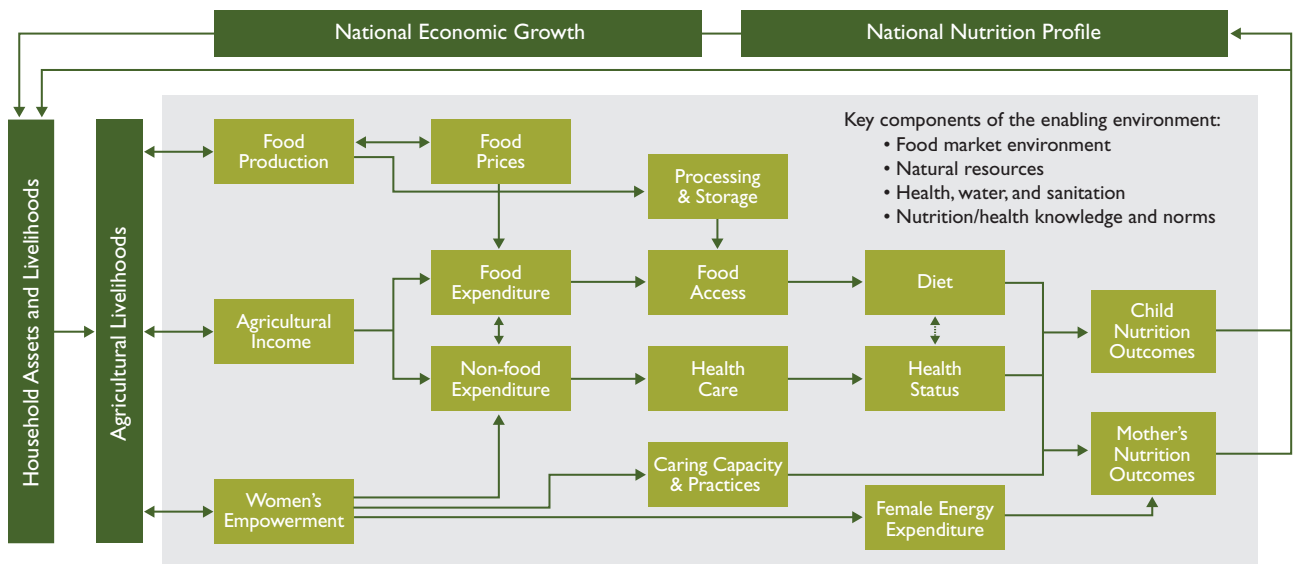 National Economic Growth
National Nutrition Profile
Household Assets and Livelihoods
Agricultural Livelihoods
Food
Production
Food
Prices
Processing
& Storage
Key components of the enabling environment:
• Food market environment
• Natural resources
• Health, water, and sanitation
• Nutrition/health knowledge and norms
Agricultural
Income
Food
Expenditure
Food
Access
Diet
Non-food
Expenditure
Health
Care
Health
Status
Child
Nutrition
Outcomes
Women’s
Empowerment
Caring Capacity
& Practices
Female Energy
Expenditure
Mother’s
Nutrition
Outcomes